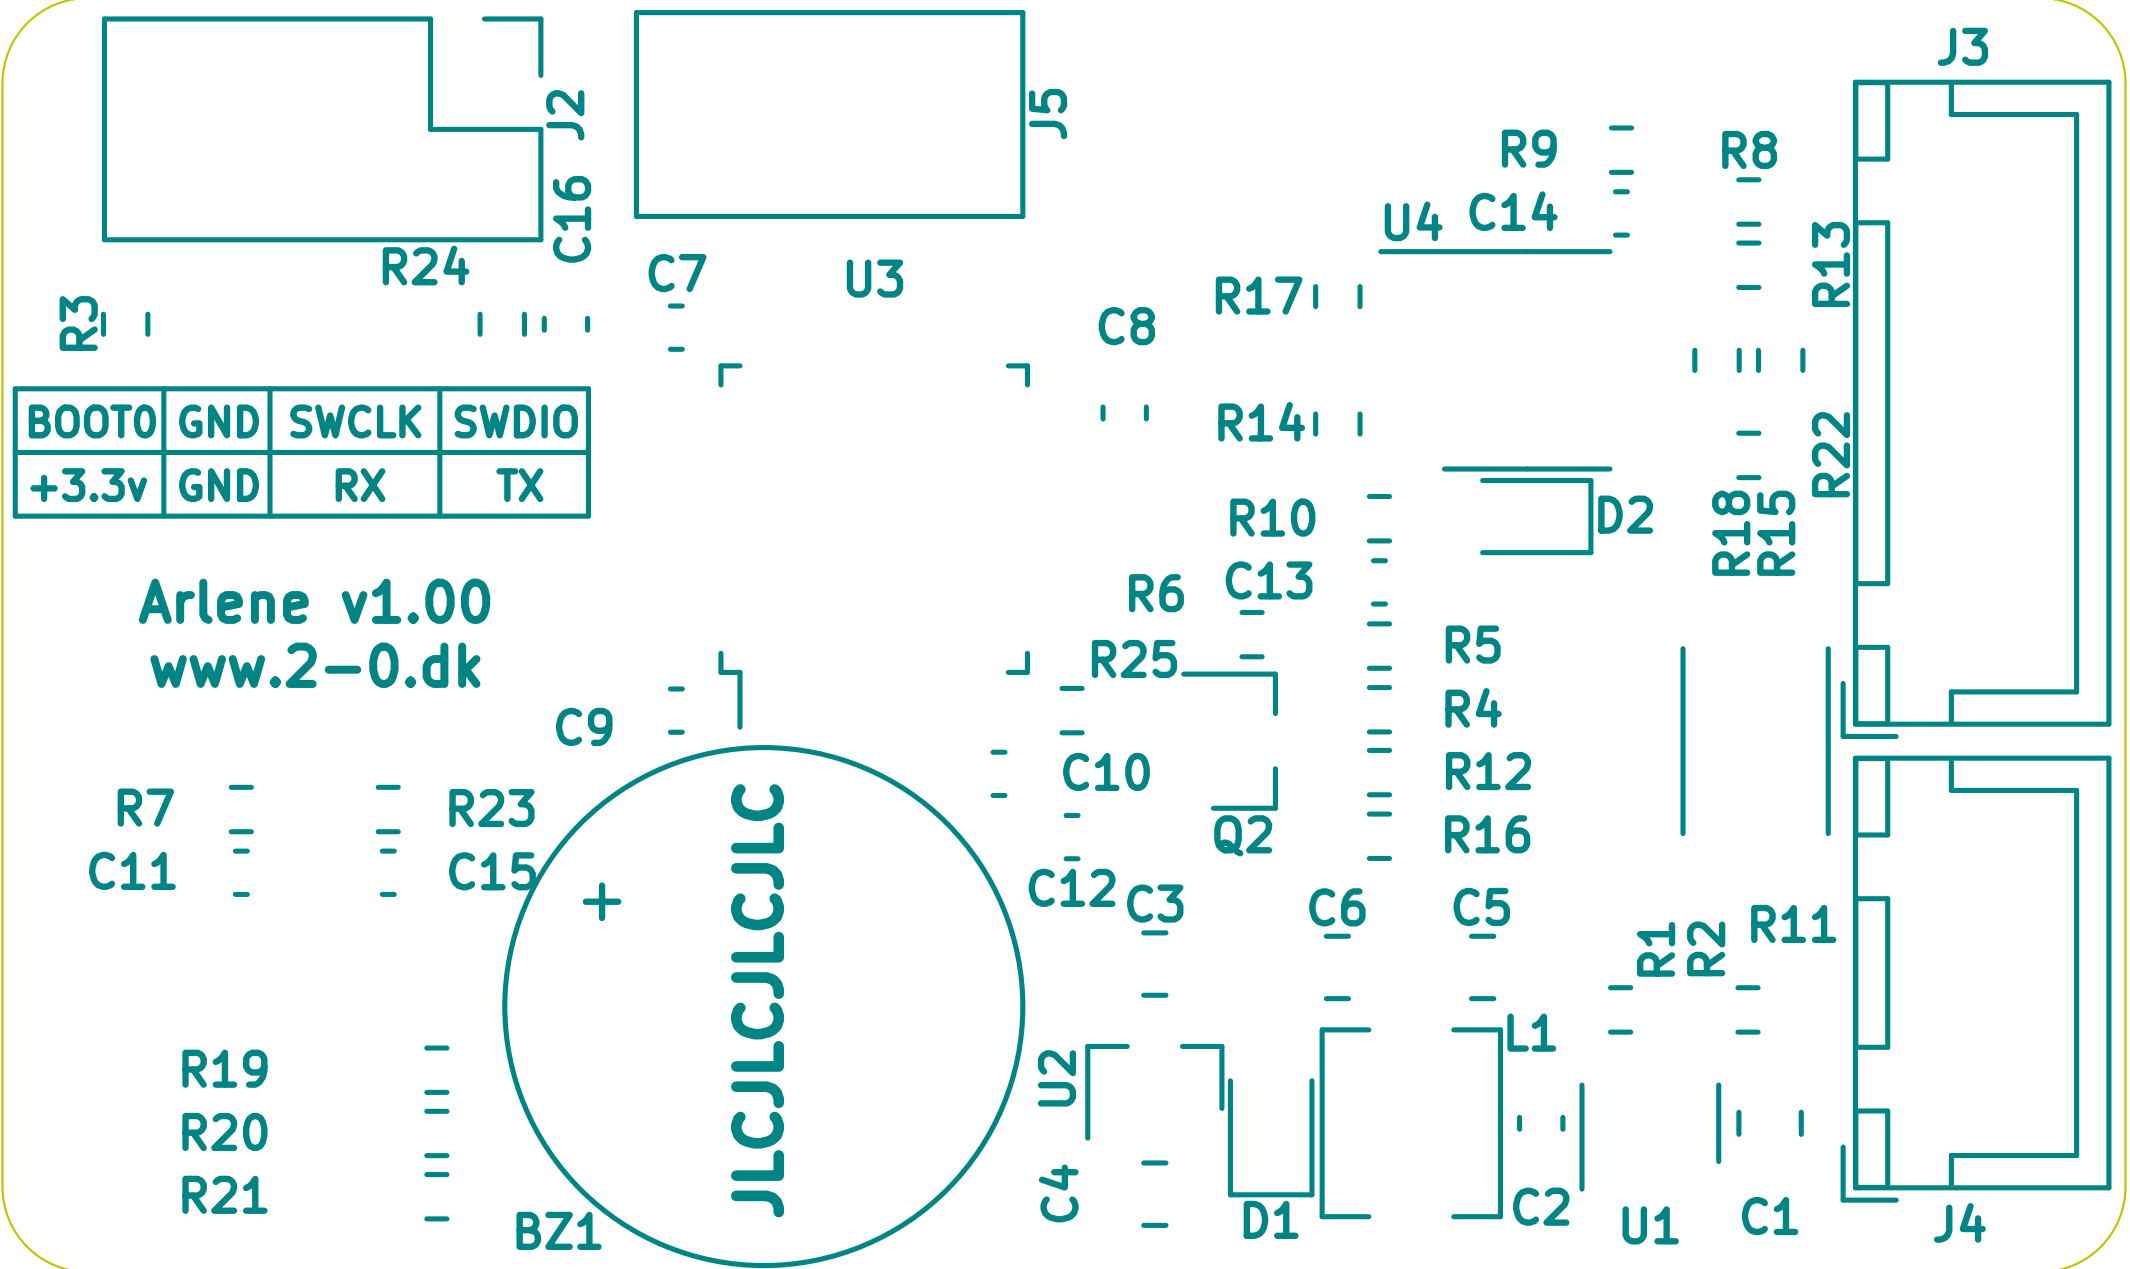 J3
J2
J5
R9
R8
C16
U4
C14
R13
R24
C7
U3
R17
R3
C8
BOOT0 GND SWCLK SWDIO
+3.3v GND RX TX
R14
R22
R10
D2
R18
R15
C13
R6
Arlene v1.00
www.2-0.dk
R25
R5
R4
C9
C10
R12
R7
R23
Q2
R16
C11
C15
+
C12
C3
C6
C5
R1
R2
R11
JLCJLCJLCJLC
L1
R19
U2
R20
R21
C4
BZ1
D1
C2
U1
C1
J4